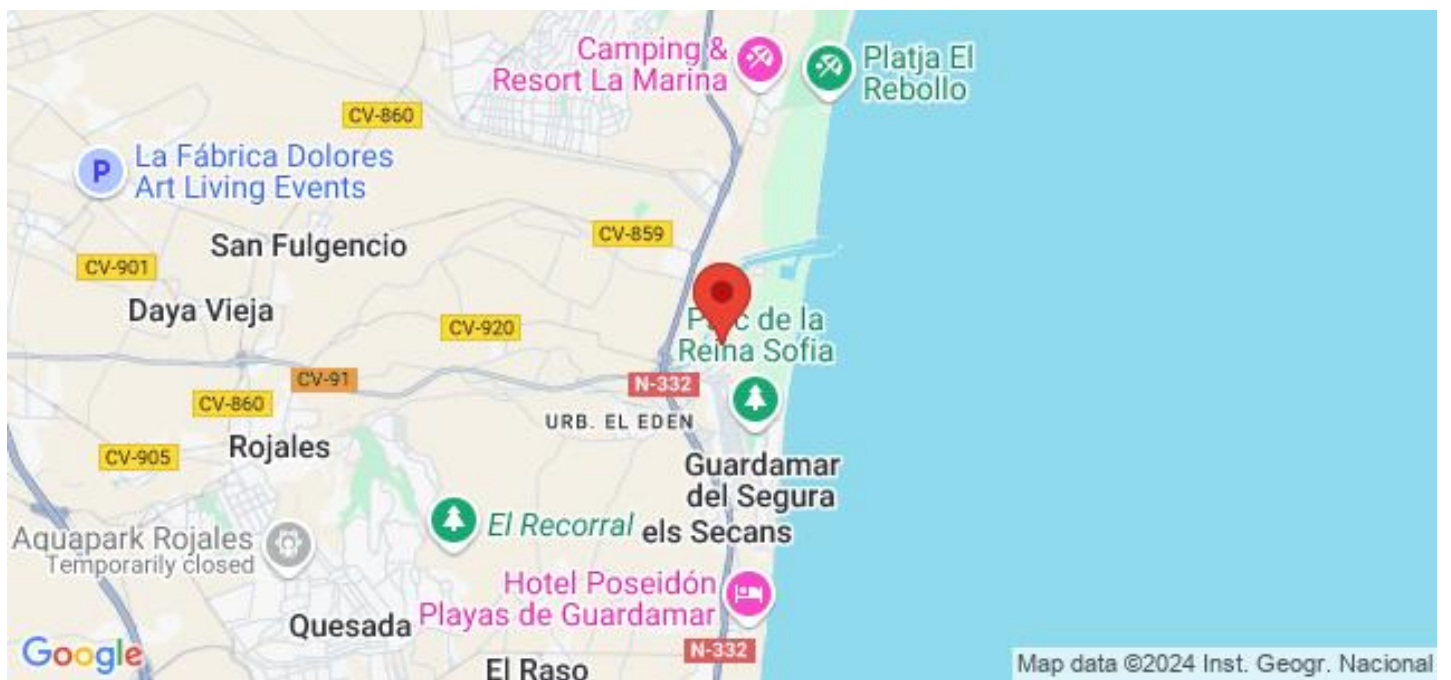 Camping &
Resort La Marina
Platja El
Rebollo
CV-860
La Fábrica Dolores
Art Living Events
P
San Fulgencio
CV-859
CV-901
Daya Vieja
CV-920
Parc de la
Reina Sofia
CV-91
N-332
CV-860
URB. EL EDEN
Rojales
CV-905
Guardamar
del Segura
El Recorral
els Secans
Aquapark Rojales
Temporarily closed
Hotel Poseidón
Playas de Guardamar
Quesada
N-332
Google
El Raso
Map data ©2024 Inst. Geogr. Nacional